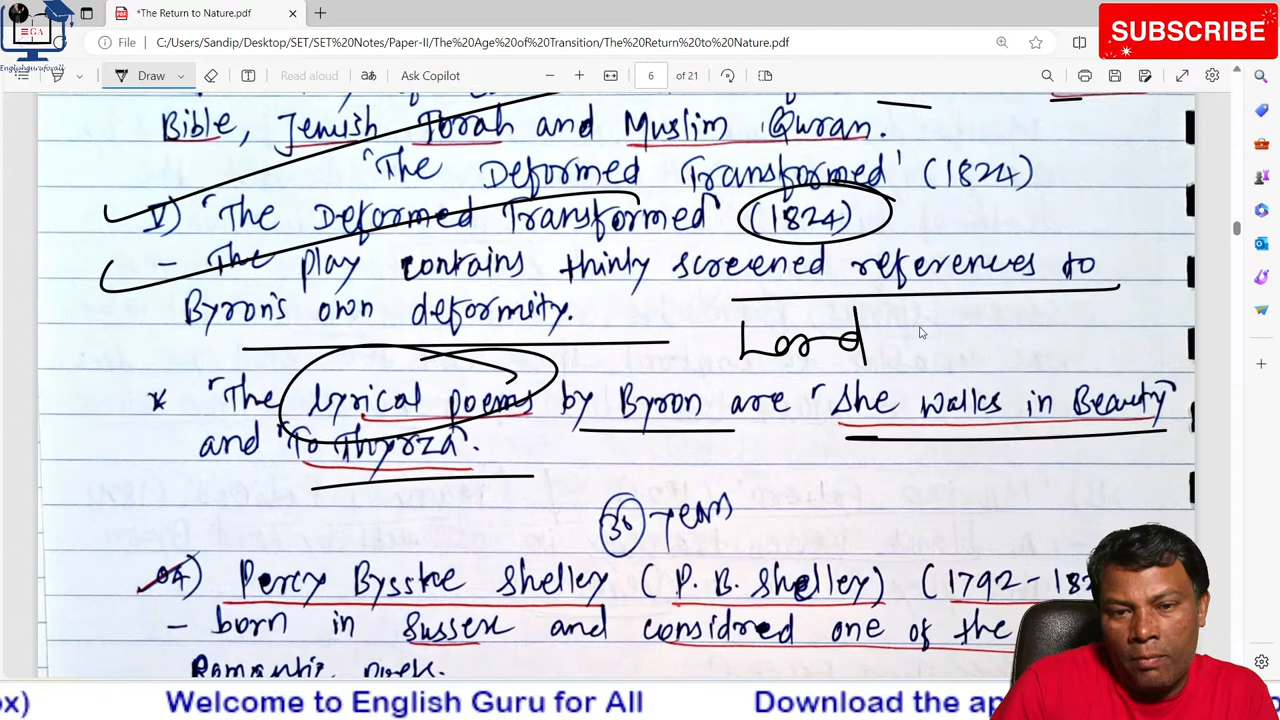 *The Return to Nature.pdf
SUBSCRIBE
EGA
Englishguruforall
File
C:/Users/Sandip/Desktop/SET/SET%20Notes/Paper-II/The%20Age%20of%20Transition/The%20Return%20to%20Nature.pdf
Draw
Read aloud
Ask Copilot
6
of 21
Bible, Jewish Torah and Muslim Quran.
'The Deformed Transformed' (1824)
V) "The Deformed Transformed" (1824)
- The play contains thinly screened references to
Byron's own deformity.
Lord
* "The lyrical poems by Byron are "She walks in Beauty"
and "To Thyrza".
36 years
04) Percy Bysshe Shelley (P. B. Shelley) (1792-182
- born in Sussex and considred one of the
Romantic
ox)
Welcome to English Guru for All
Download the ap